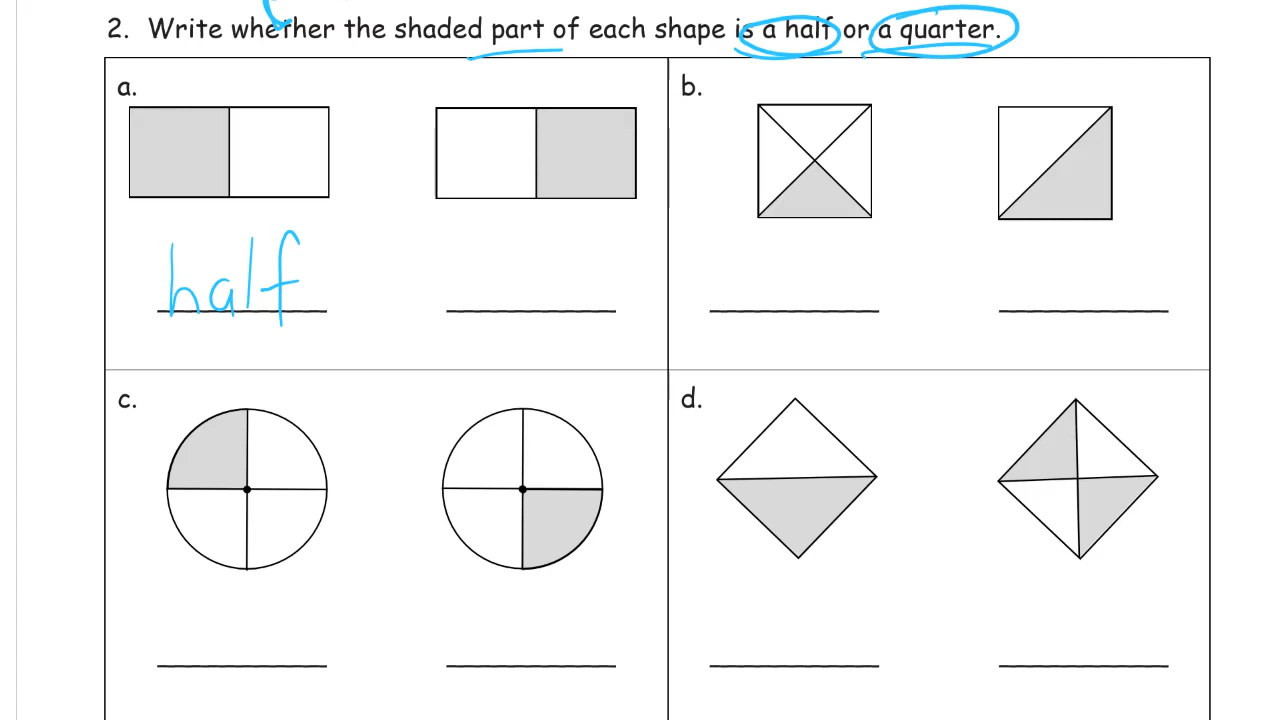 2. Write whether the shaded part of each shape is a half or a quarter.
a.
b.
half
c.
d.